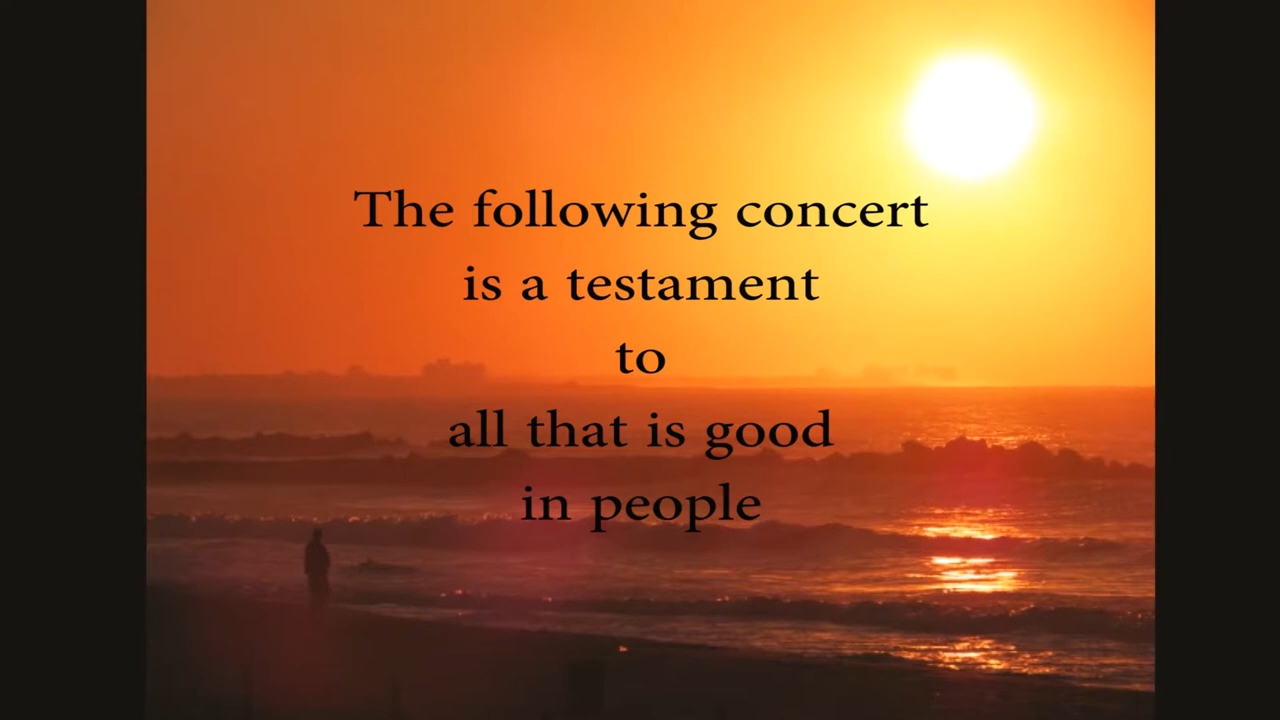 The following concert
is a testament
to
all that is good
in people